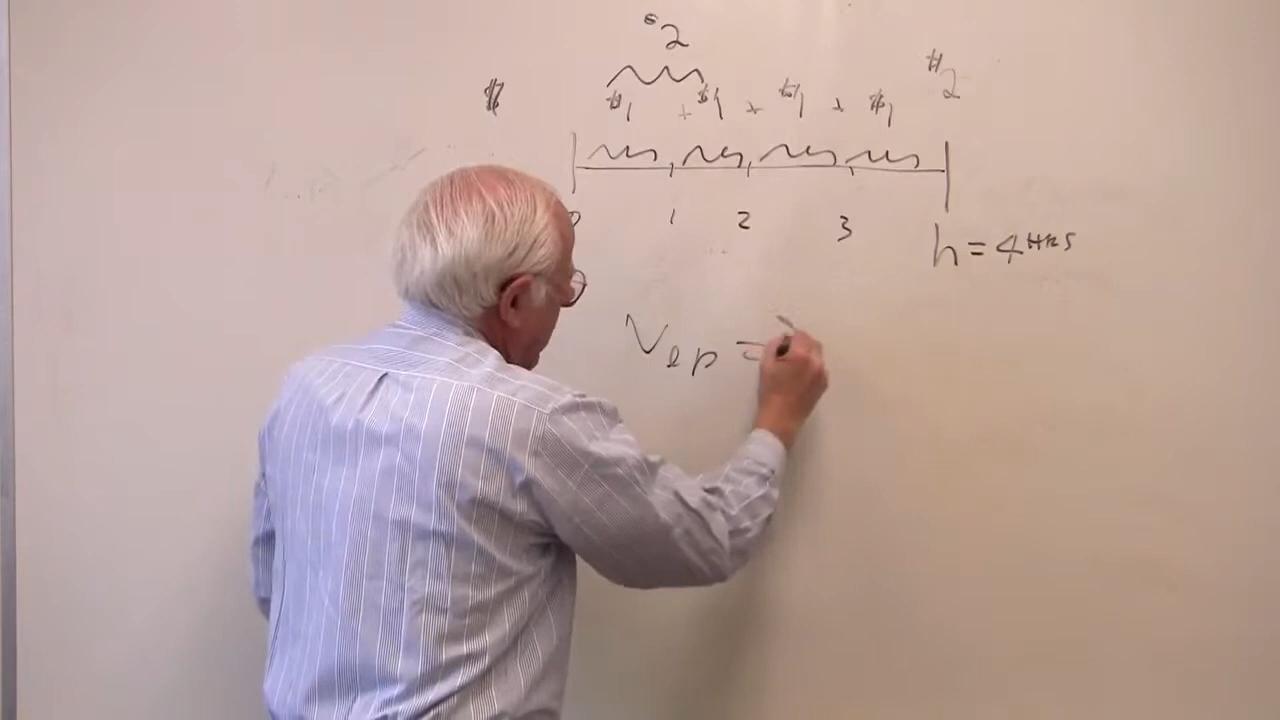 $2
$1 + $1 + $1 + $1 $2
0 1 2 3
h = 4 HRS
Vep =